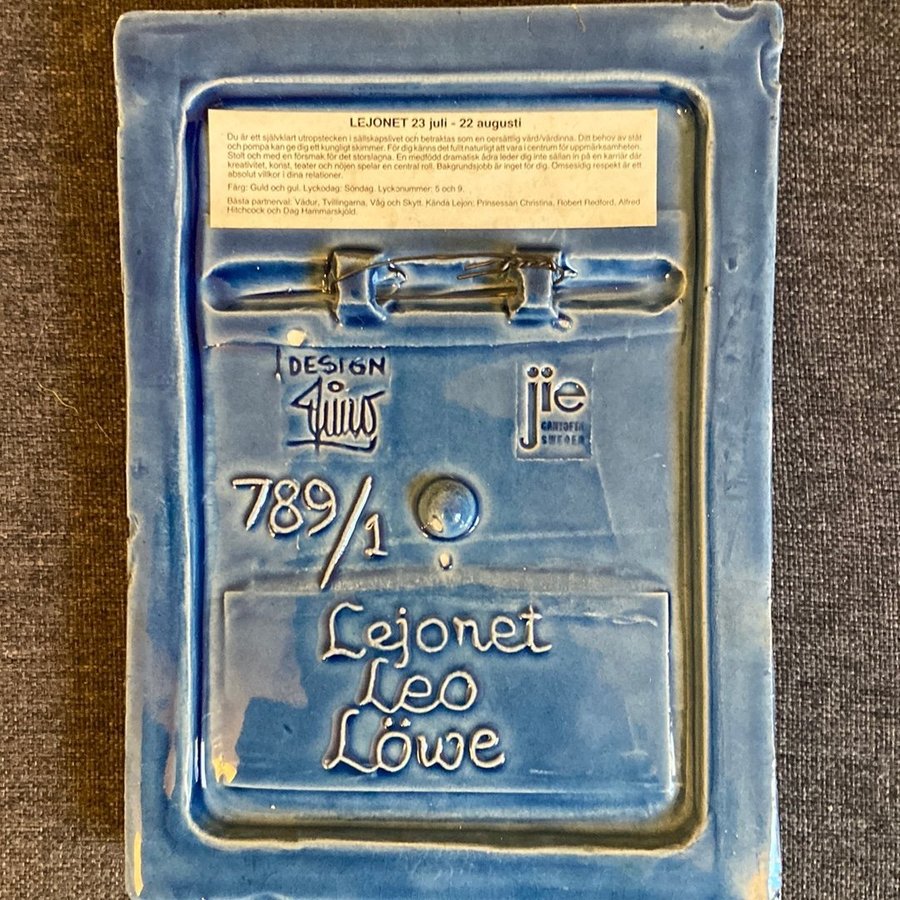 LEJONET 23 juli - 22 augusti
Du är ett självklart utropstecken i sällskapslivet och betraktas som en oersättlig värd/värdinna. Ditt behov av ståt
och pompa kan ge dig ett kungligt skimmer. För dig känns det fullt naturligt att vara i centrum för uppmärksamheten.
Stolt och med en försmak för det storslagna. En medfödd dramatisk ådra leder dig inte sällan in på en karriär där
kreativitet, konst, teater och nöjen spelar en central roll. Bakgrundsjobb är inget för dig. Ömsesidig respekt är ett
absolut villkor i dina relationer.
Färg: Guld och gul. Lyckodag: Söndag. Lyckonummer: 5 och 9.
Bästa partnerval: Vädur, Tvillingarna, Våg och Skytt. Kända Lejon: Prinsessan Christina, Robert Redford, Alfred
Hitchcock och Dag Hammarskjöld.
DESIGN
jie
GANTOFTA
SWEDEN
789/1
Lejonet
Leo
Löwe